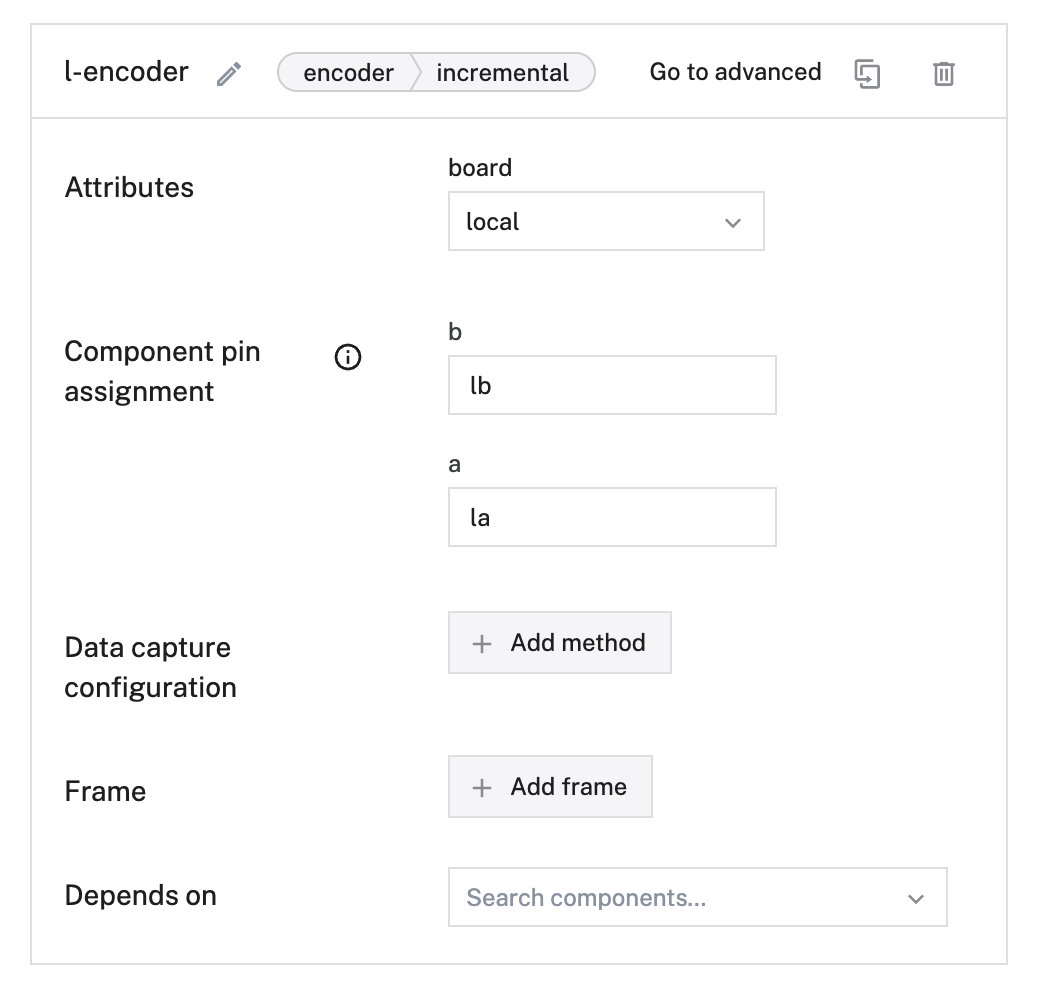 l-encoder encoder incremental Go to advanced
Attributes
board
local
Component pin
assignment
b
lb
a
la
Data capture
configuration
+ Add method
Frame
+ Add frame
Depends on
Search components...